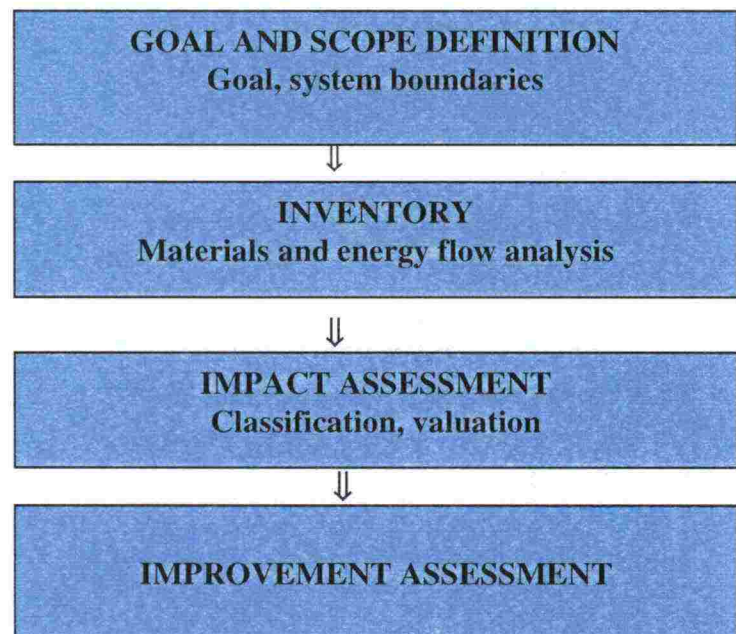 GOAL AND SCOPE DEFINITION
Goal, system boundaries
⇓
INVENTORY
Materials and energy flow analysis
⇓
IMPACT ASSESSMENT
Classification, valuation
⇓
IMPROVEMENT ASSESSMENT